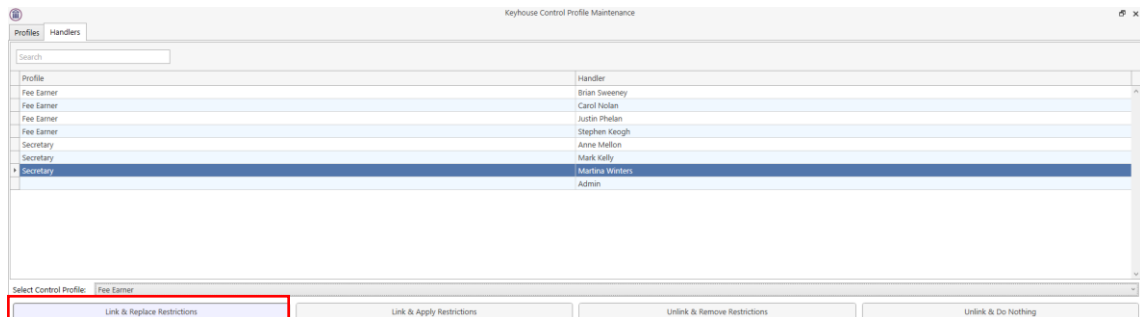 Keyhouse Control Profile Maintenance
Profiles Handlers
Search
Profile Handler
Fee Earner Brian Sweeney
Fee Earner Carol Nolan
Fee Earner Justin Phelan
Fee Earner Stephen Keogh
Secretary Anne Mellon
Secretary Mark Kelly
Secretary Martina Winters
Admin
Select Control Profile: Fee Earner
Link & Replace Restrictions Link & Apply Restrictions Unlink & Remove Restrictions Unlink & Do Nothing